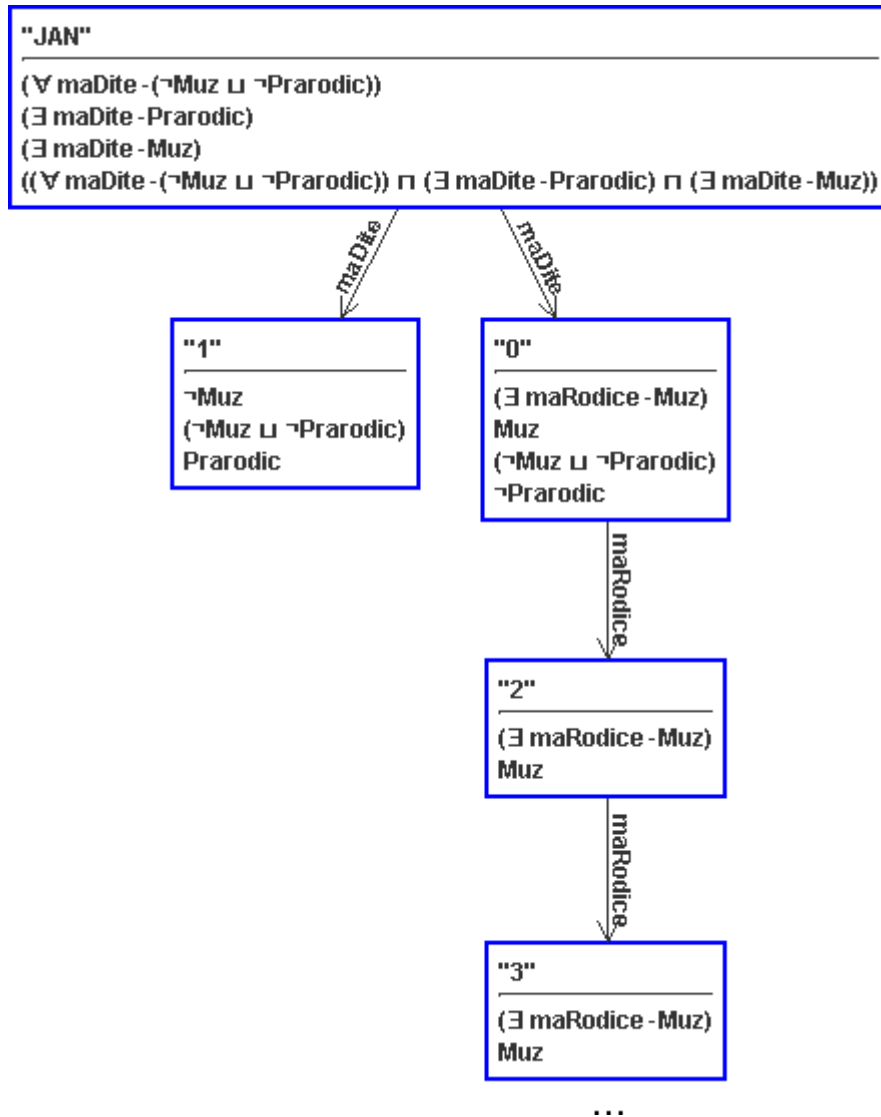 "JAN"
(∀ maDite -(¬Muz ⊔ ¬Prarodic))
(∃ maDite -Prarodic)
(∃ maDite -Muz)
((∀ maDite -(¬Muz ⊔ ¬Prarodic)) ⊓ (∃ maDite -Prarodic) ⊓ (∃ maDite -Muz))
maDite
maDite
"1"
¬Muz
(¬Muz ⊔ ¬Prarodic)
Prarodic
"0"
(∃ maRodice -Muz)
Muz
(¬Muz ⊔ ¬Prarodic)
¬Prarodic
maRodice
"2"
(∃ maRodice -Muz)
Muz
maRodice
"3"
(∃ maRodice -Muz)
Muz
...